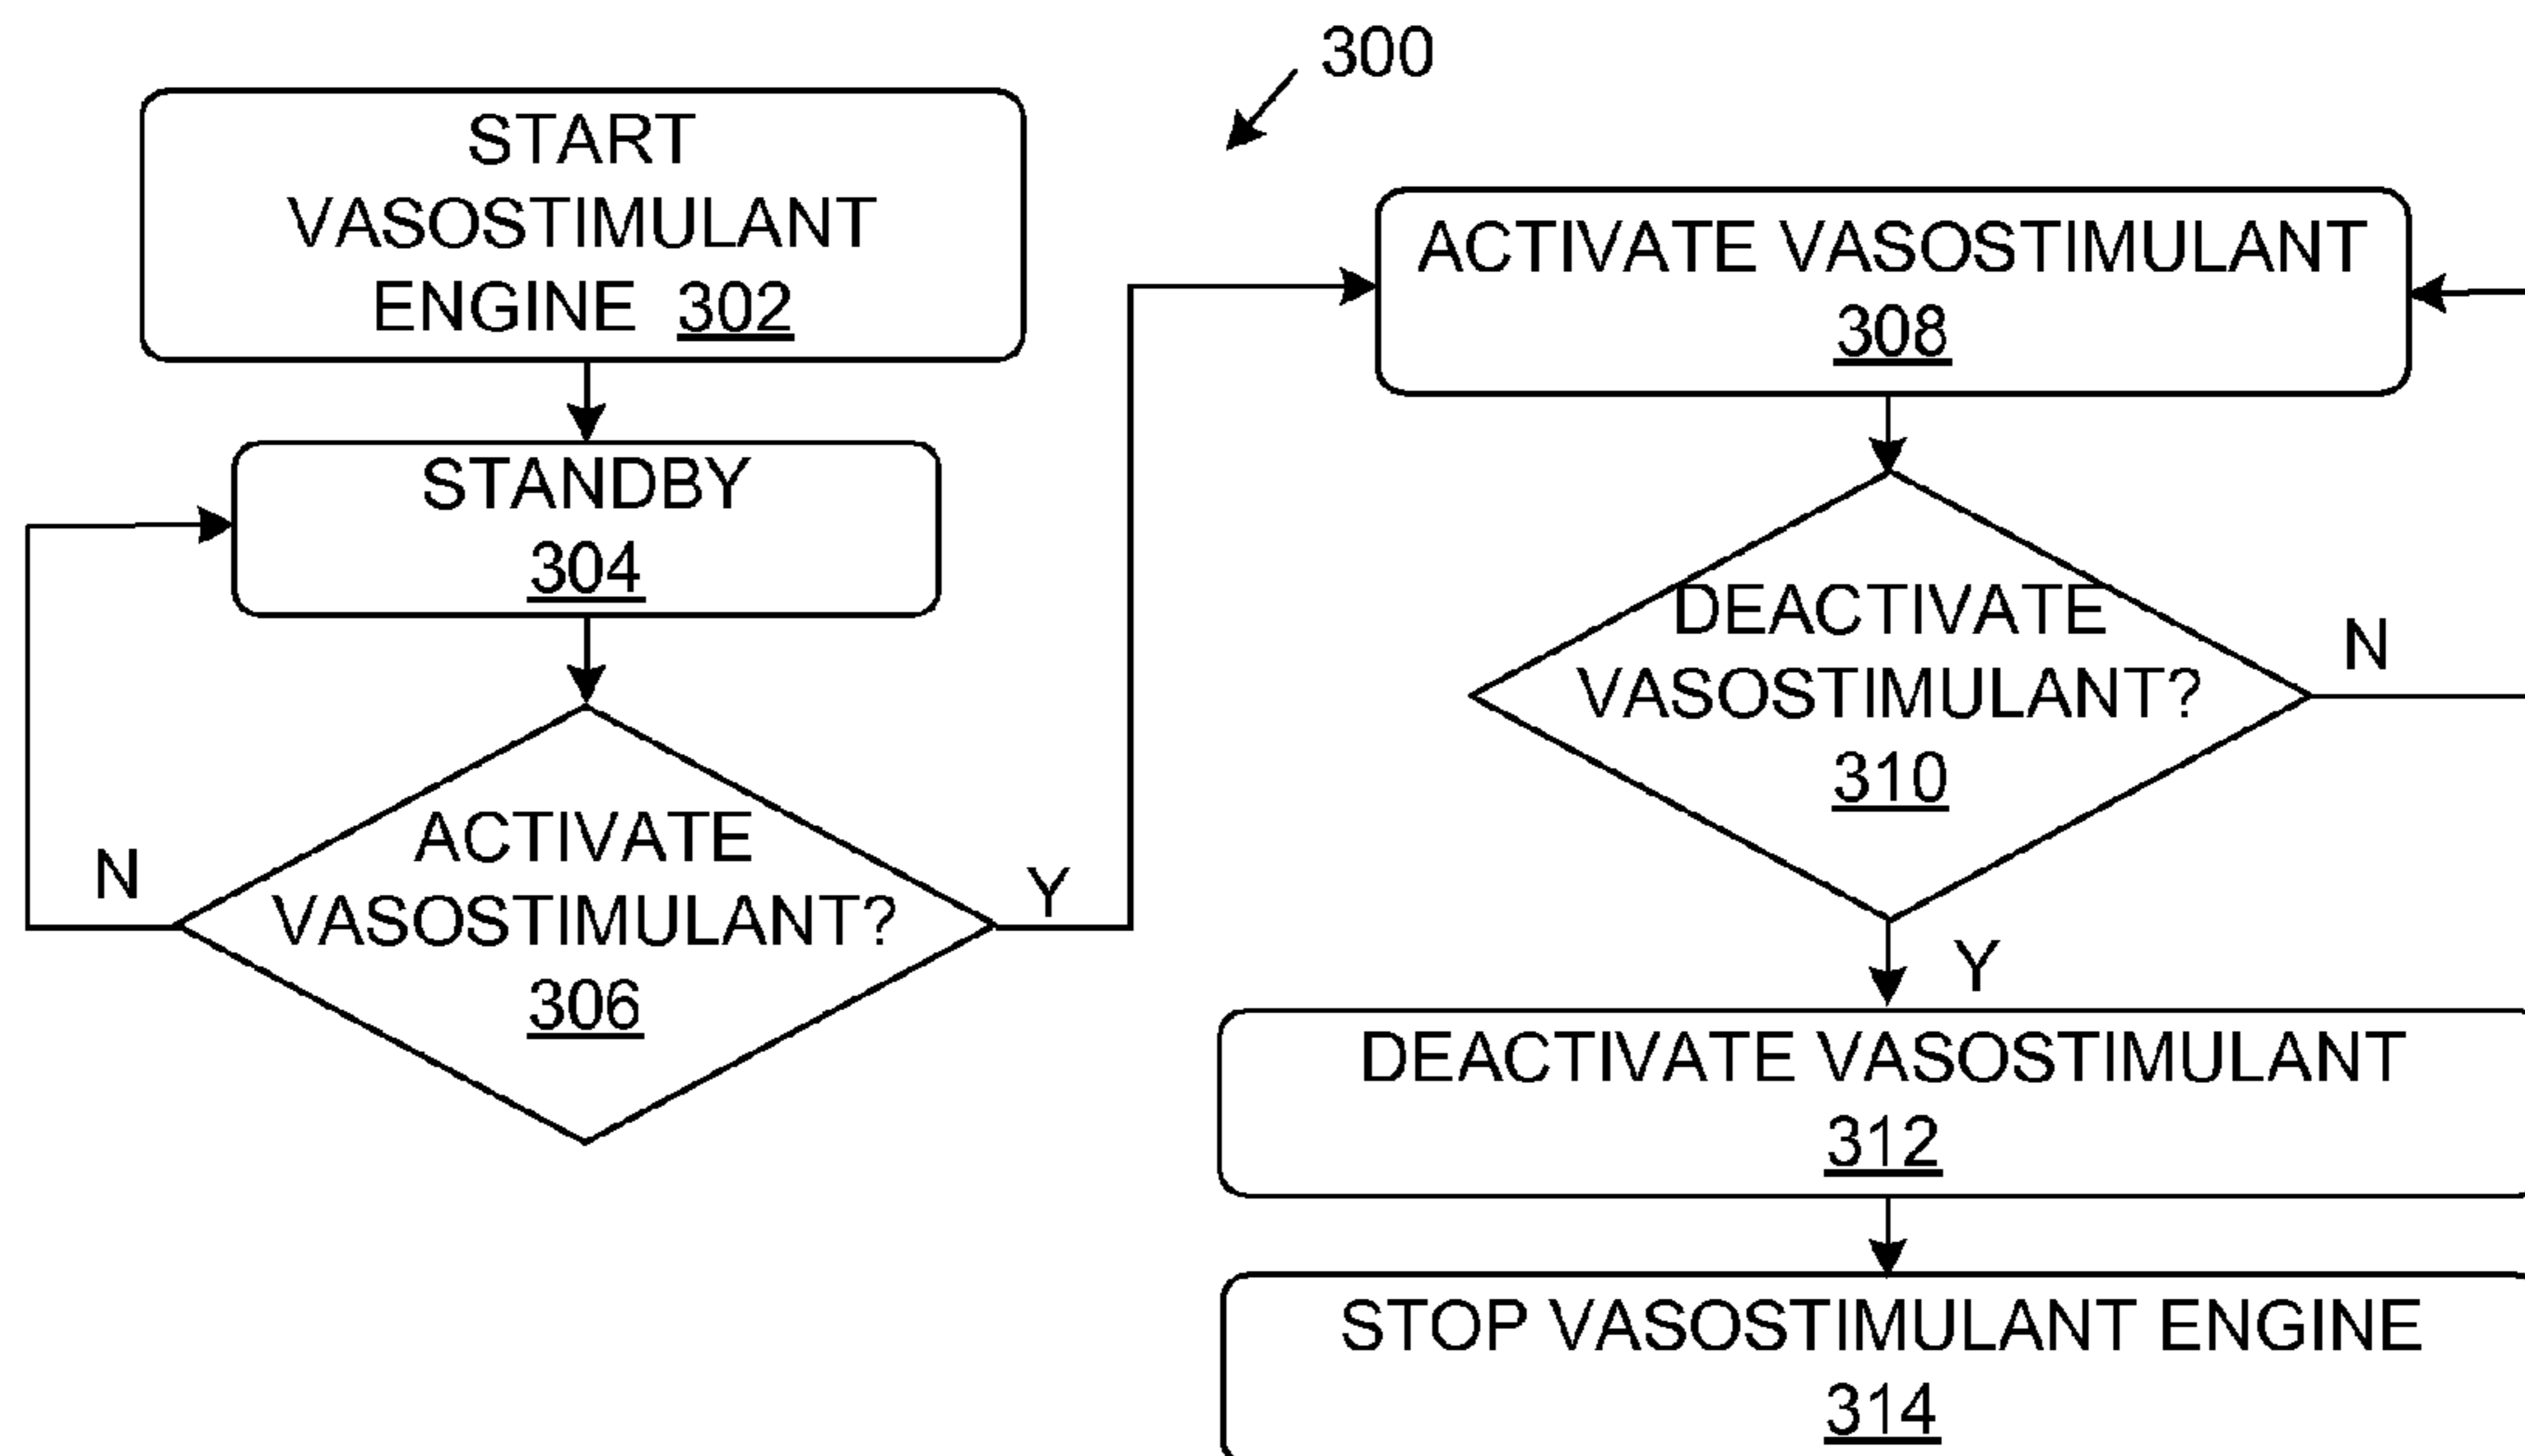 300
START
VASOSTIMULANT
ENGINE 302
STANDBY
304
ACTIVATE
VASOSTIMULANT?
306
N
Y
ACTIVATE VASOSTIMULANT
308
DEACTIVATE
VASOSTIMULANT?
310
N
Y
DEACTIVATE VASOSTIMULANT
312
STOP VASOSTIMULANT ENGINE
314